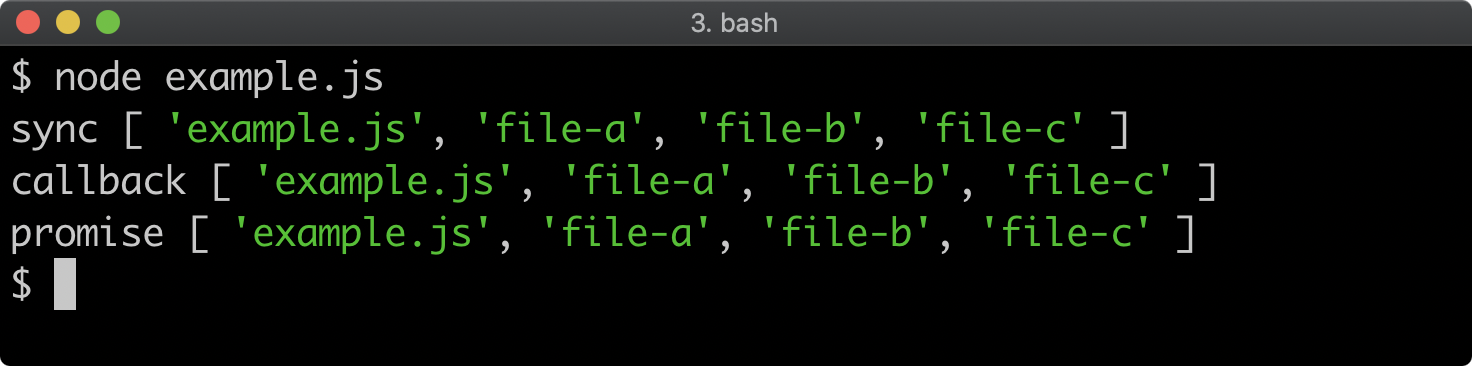 3. bash
$ node example.js
sync [ 'example.js', 'file-a', 'file-b', 'file-c' ]
callback [ 'example.js', 'file-a', 'file-b', 'file-c' ]
promise [ 'example.js', 'file-a', 'file-b', 'file-c' ]
$